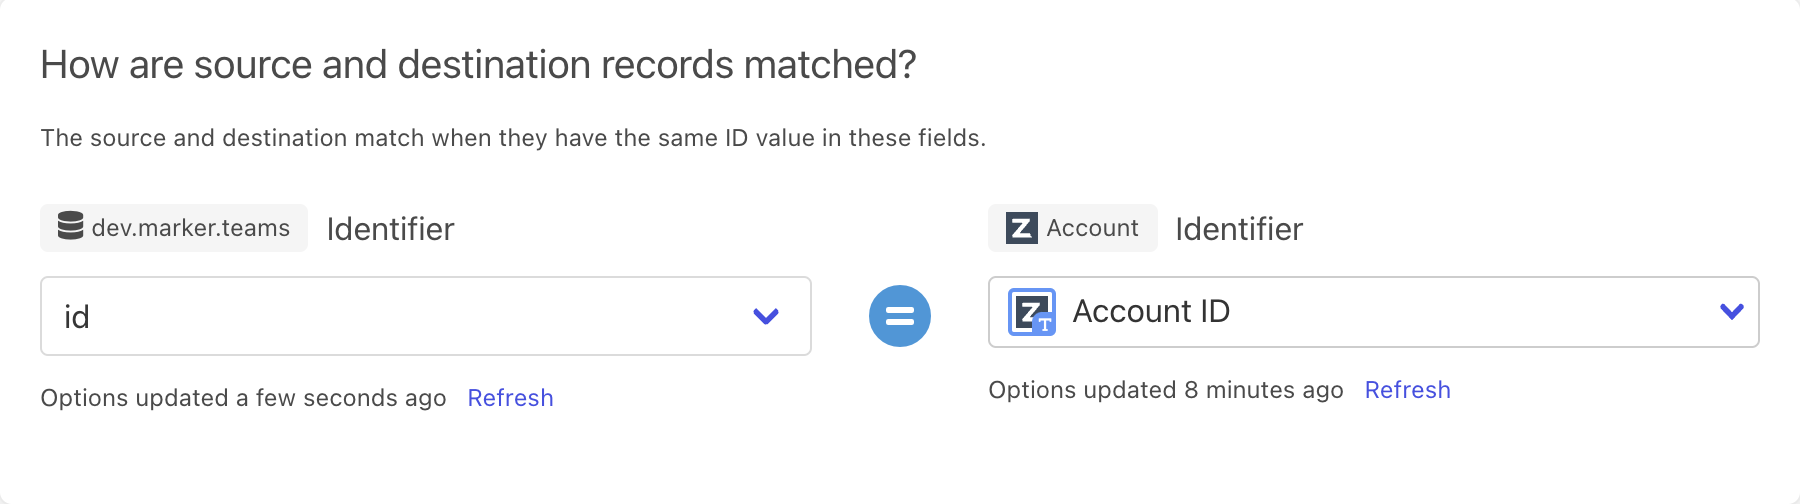 How are source and destination records matched?
The source and destination match when they have the same ID value in these fields.
dev.marker.teams Identifier
Z Account Identifier
id
Z T Account ID
Options updated a few seconds ago Refresh
Options updated 8 minutes ago Refresh